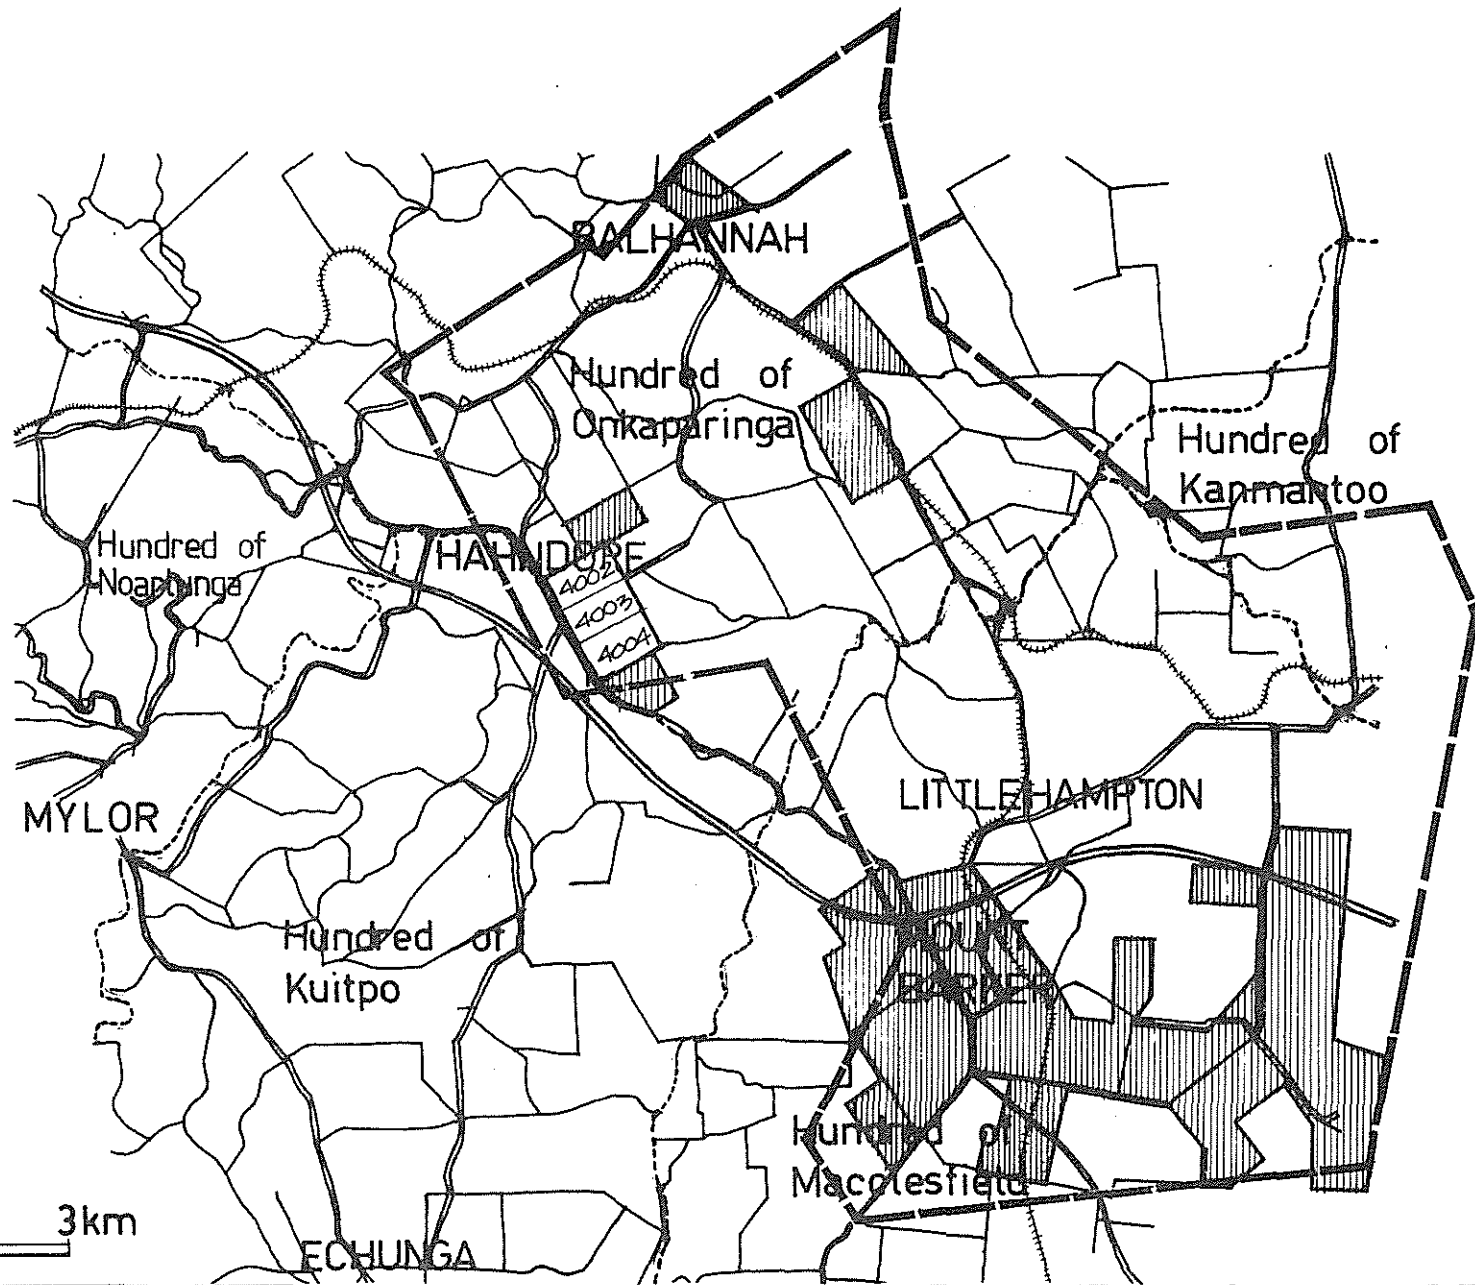 BALHANNAH
Hundred of
Onkaparinga
Hundred of
Kanmantoo
Hundred of
Noarlunga
HAHNDORF
4002
4003
4004
LITTLEHAMPTON
MYLOR
Hundred of
Kuitpo
MOUNT
BARKER
Hundred of
Macclesfield
3km
ECHUNGA